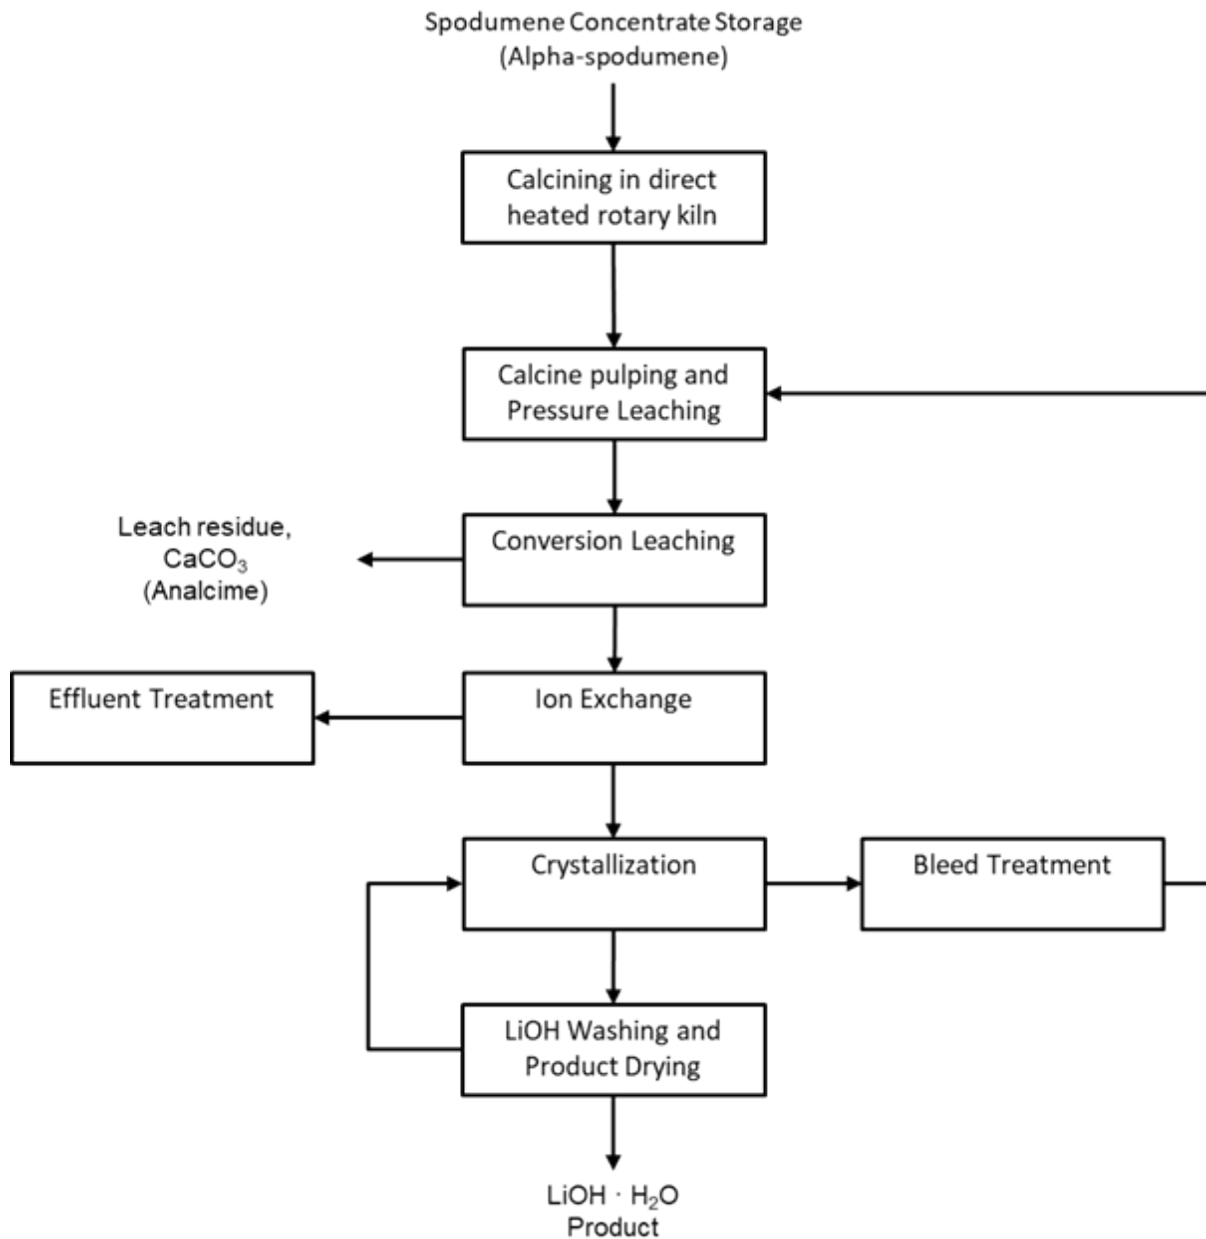 Spodumene Concentrate Storage
(Alpha-spodumene)
Calcining in direct
heated rotary kiln
Calcine pulping and
Pressure Leaching
Conversion Leaching
Leach residue,
CaCO₃
(Analcime)
Effluent Treatment
Ion Exchange
Crystallization
Bleed Treatment
LiOH Washing and
Product Drying
LiOH · H₂O
Product